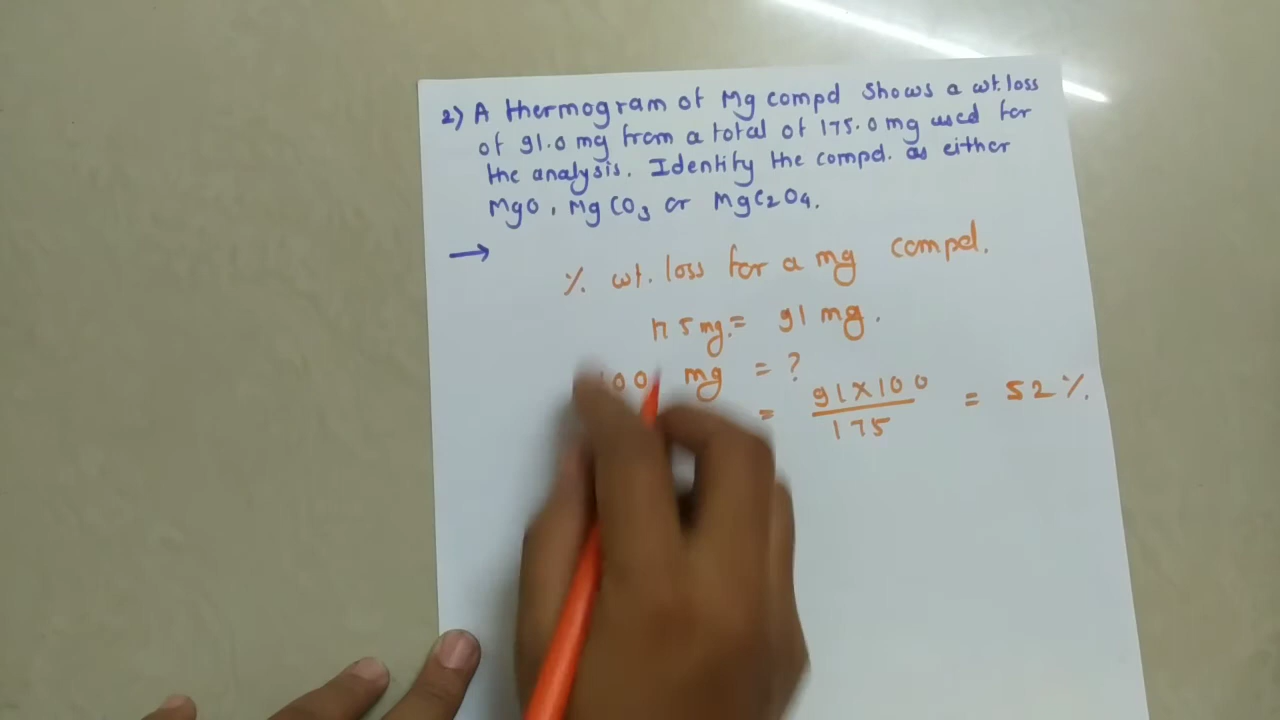 2) A thermogram of Mg compd shows a wt. loss
of 91.0 mg from a total of 175.0 mg used for
the analysis. Identify the compd. as either
MgO, MgCO3 or MgC2O4.
→
% wt. loss for a mg compd.
175 mg. = 91 mg.
100 mg = ?
= 91 x 100 / 175 = 52 %.